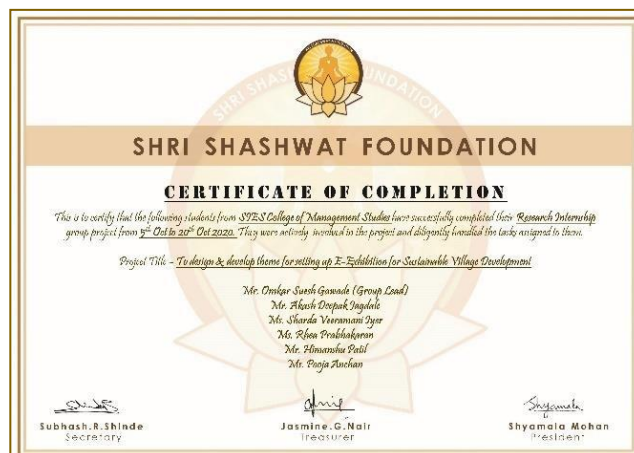 SHRI SHASHWAT FOUNDATION
CERTIFICATE OF COMPLETION
This is to certify that the following students from SIES College of Management Studies have successfully completed their Research Internship
group project from 5th Oct to 20th Oct 2020. They were actively involved in the project and diligently handled the tasks assigned to them.
Project Title – To design & develop theme for setting up E-Exhibition for Sustainable Village Development
Mr. Omkar Suesh Gawade (Group Lead)
Mr. Akash Deepak Jagdale
Ms. Sharda Veeramani Iyer
Ms. Rhea Prabhakaran
Mr. Himanshu Patil
Mr. Pooja Anchan
Shyamala
Subhash.R.Shinde
Secretary
Jasmine.G.Nair
Treasurer
Shyamala Mohan
President